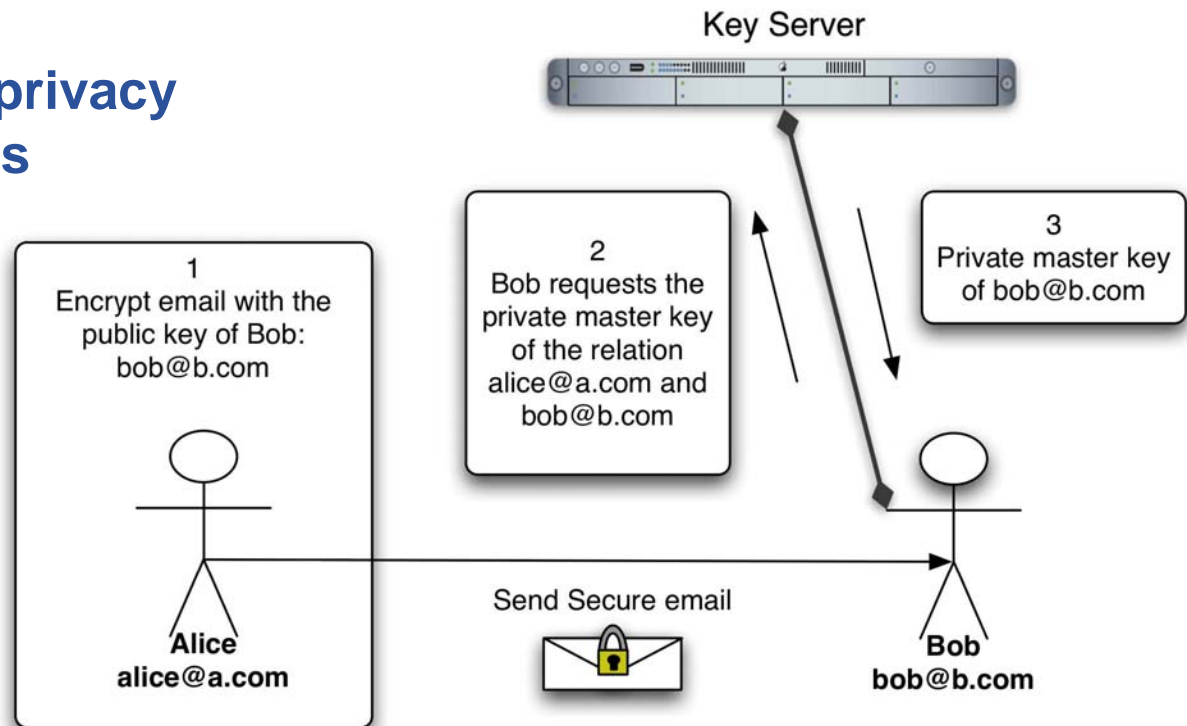 privacy
s
Key Server
1
Encrypt email with the
public key of Bob:
bob@b.com
2
Bob requests the
private master key
of the relation
alice@a.com and
bob@b.com
3
Private master key
of bob@b.com
Send Secure email
Alice
alice@a.com
Bob
bob@b.com